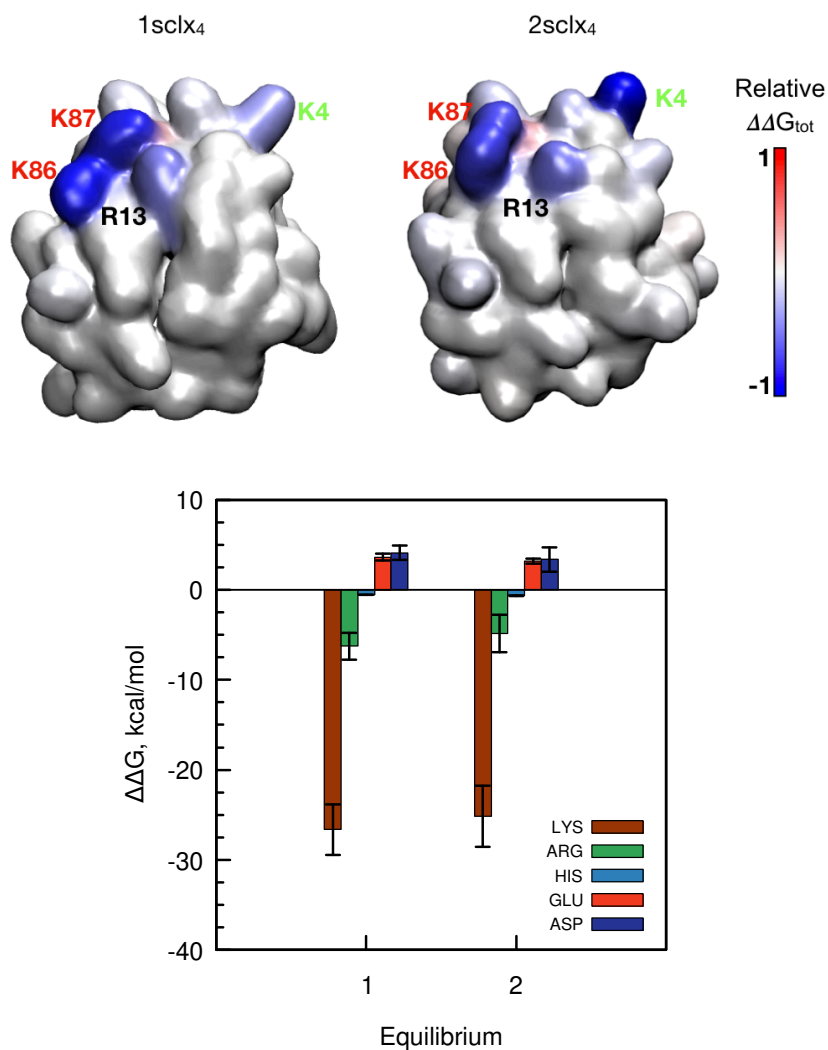 1sclx4
2sclx4
K87
K86
R13
K4
K87
K86
R13
K4
Relative
ΔΔGtot
1
-1
10
0
-10
-20
-30
-40
ΔΔG, kcal/mol
LYS
ARG
HIS
GLU
ASP
1
2
Equilibrium